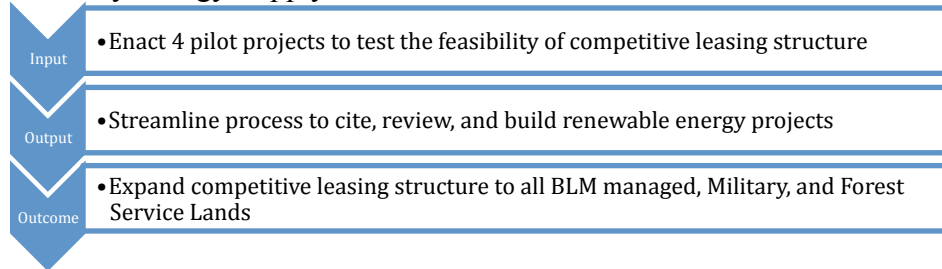 Input
•Enact 4 pilot projects to test the feasibility of competitive leasing structure
Output
•Streamline process to cite, review, and build renewable energy projects
Outcome
•Expand competitive leasing structure to all BLM managed, Military, and Forest
Service Lands